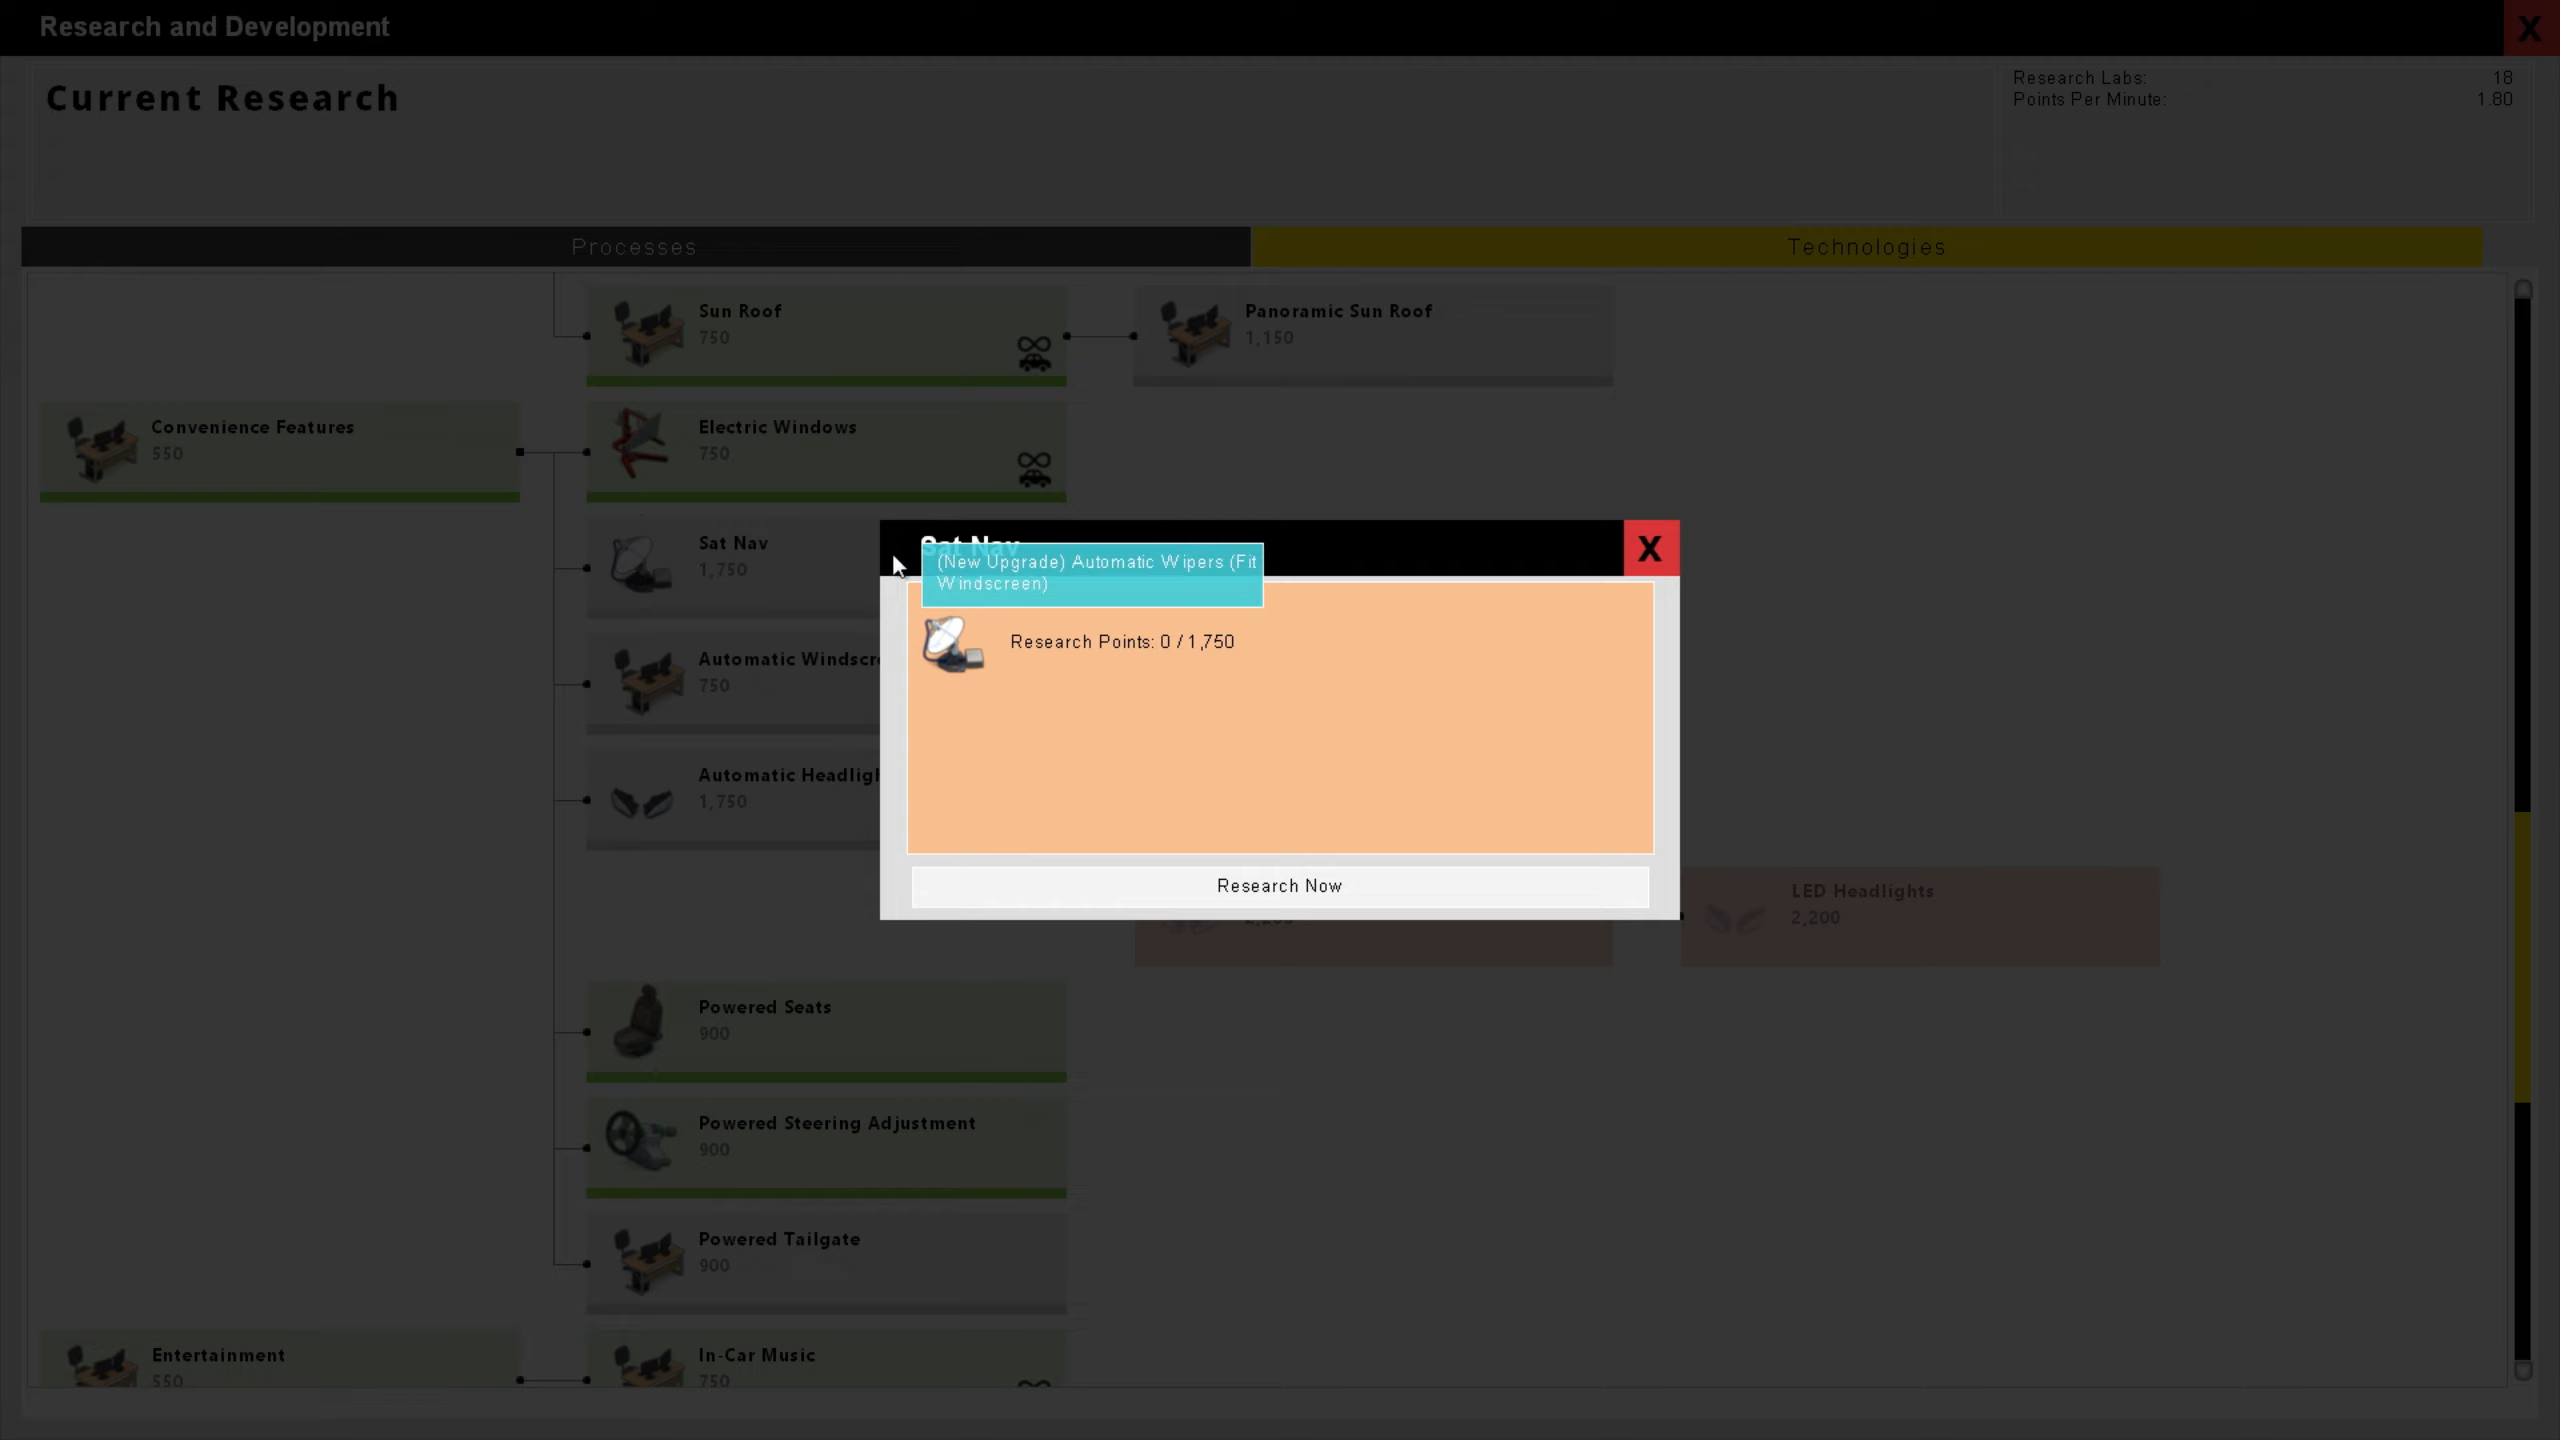 Research and Development
X
Current Research
Research Labs: 18
Points Per Minute: 1.80
Processes
Technologies
Sun Roof
750
Panoramic Sun Roof
1,150
Convenience Features
550
Electric Windows
750
Sat Nav
1,750
Sat Nav
X
(New Upgrade) Automatic Wipers (Fit
Windscreen)
Research Points: 0 / 1,750
Automatic
750
Automatic
1,750
Research Now
LED Headlights
2,200
Powered Seats
900
Powered Steering Adjustment
900
Powered Tailgate
900
Entertainment
550
In-Car Music
750